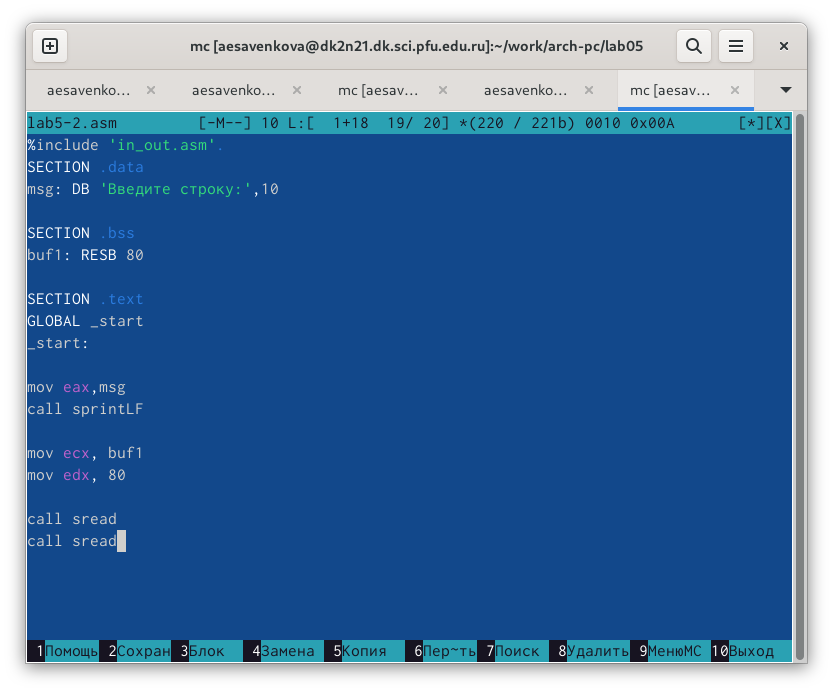 mc [aesavenkova@dk2n21.dk.sci.pfu.edu.ru]:~/work/arch-pc/lab05
aesavenko... aesavenko... mc [aesav... aesavenko... mc [aesav...
lab5-2.asm [-M--] 10 L:[ 1+18 19/ 20] *(220 / 221b) 0010 0x00A [*][X]
%include 'in_out.asm'.
SECTION .data
msg: DB 'Введите строку:',10
SECTION .bss
buf1: RESB 80
SECTION .text
GLOBAL _start
_start:
mov eax,msg
call sprintLF
mov ecx, buf1
mov edx, 80
call sread
call sread
1Помощь 2Сохран 3Блок 4Замена 5Копия 6Пер~ть 7Поиск 8Удалить 9МенюMC 10Выход